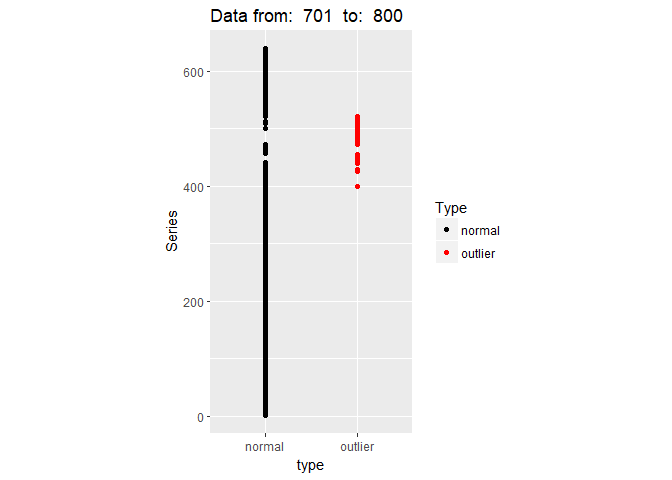 Data from:  701  to:  800
600
400
200
0
Series
normal
outlier
type
Type
normal
outlier